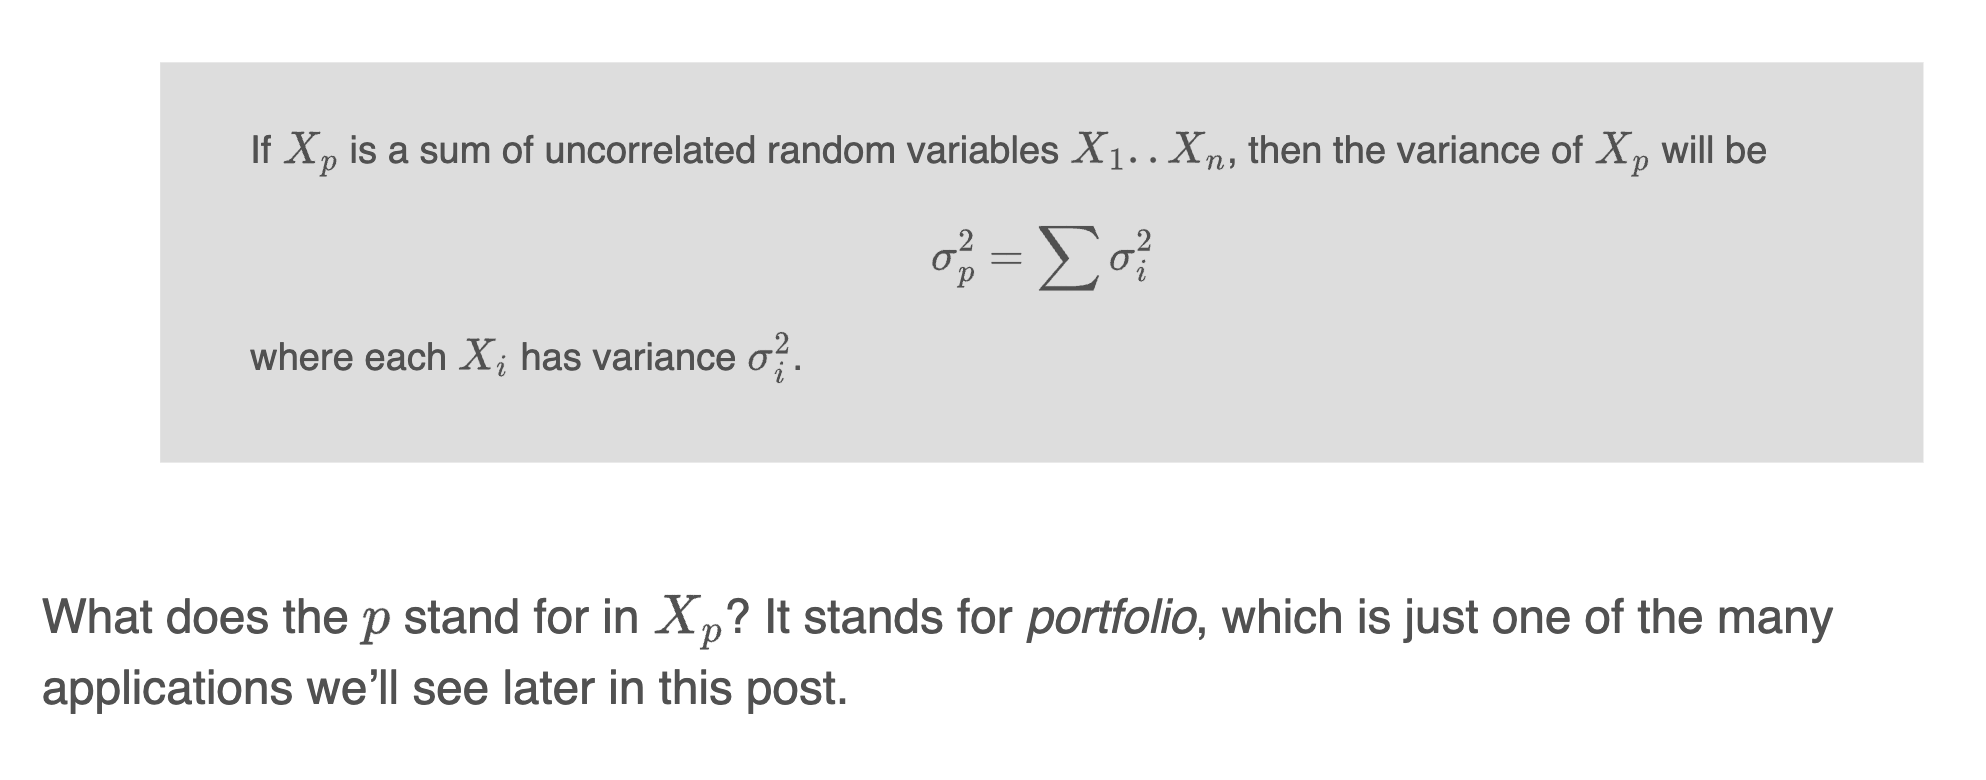 If $X_p$ is a sum of uncorrelated random variables $X_1 .. X_n$, then the variance of $X_p$ will be
$\sigma_p^2 = \sum \sigma_i^2$
where each $X_i$ has variance $\sigma_i^2$.
What does the $p$ stand for in $X_p$? It stands for portfolio, which is just one of the many
applications we’ll see later in this post.